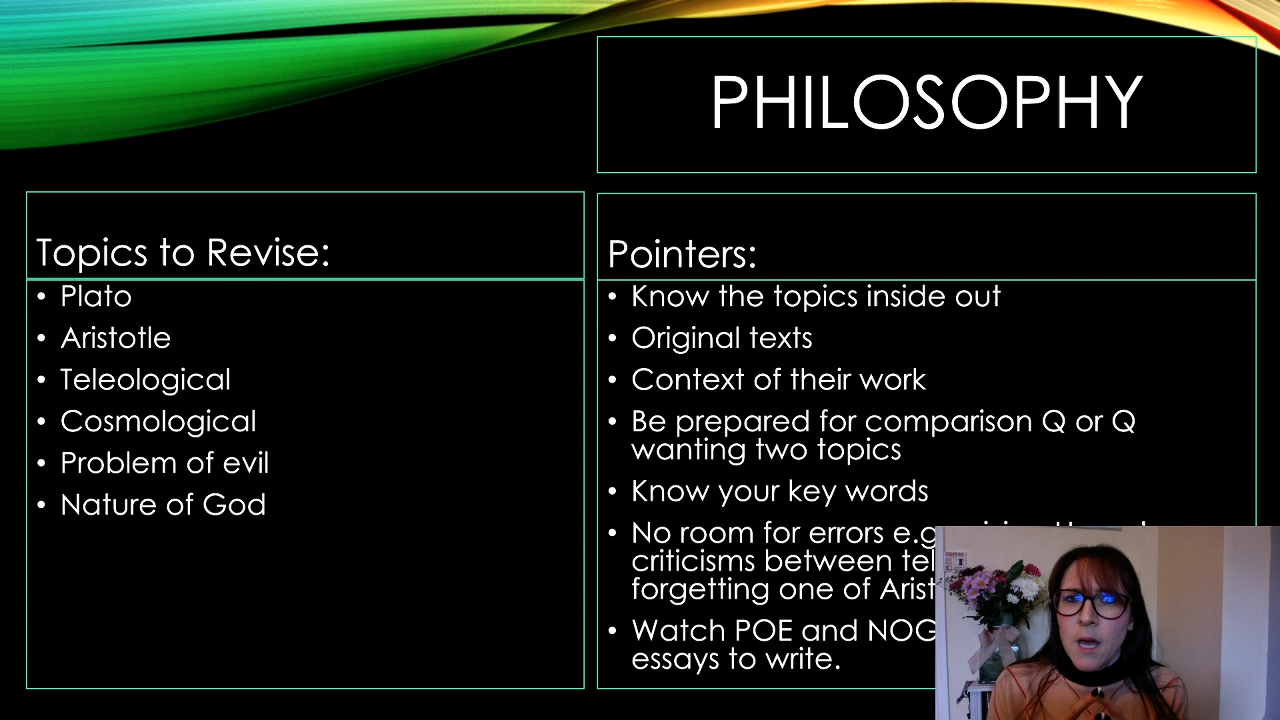 PHILOSOPHY
Topics to Revise:
• Plato
• Aristotle
• Teleological
• Cosmological
• Problem of evil
• Nature of God
Pointers:
• Know the topics inside out
• Original texts
• Context of their work
• Be prepared for comparison Q or Q
wanting two topics
• Know your key words
• No room for errors e.g
criticisms between
forgetting one of
• Watch POE and NOG
essays to write.